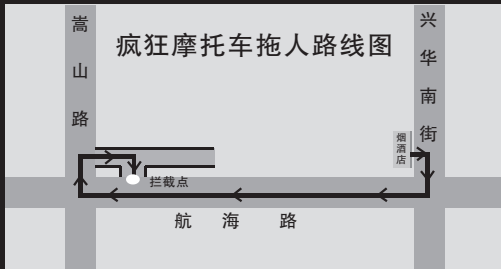 疯狂摩托车拖人路线图
嵩山路
兴华南街
烟酒店
拦截点
航海路